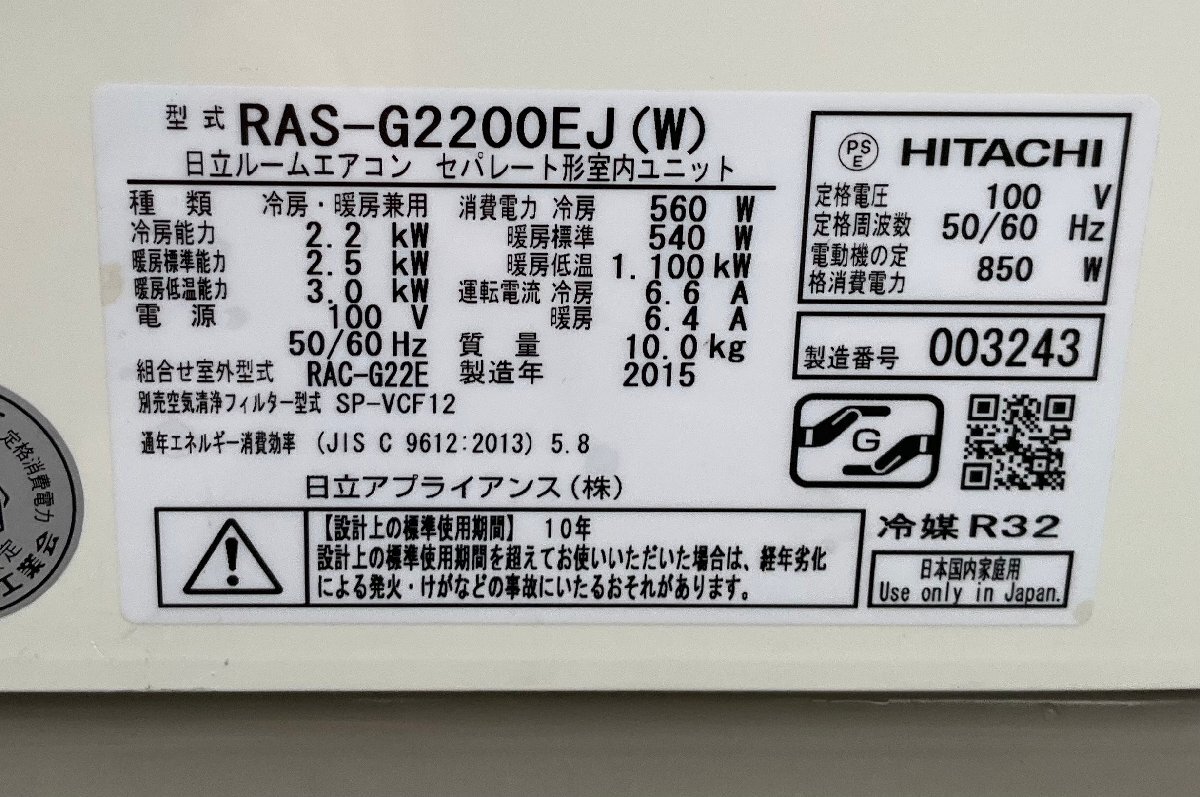 型式 RAS-G2200EJ(W)
日立ルームエアコン セパレート形室内ユニット
種類 冷房・暖房兼用
冷房能力 2.2 kW
暖房標準能力 2.5 kW
暖房低温能力 3.0 kW
電源 100 V
50/60 Hz
組合せ室外型式 RAC-G22E
消費電力 冷房 560 W
暖房標準 540 W
暖房低温 1.100 kW
運転電流 冷房 6.6 A
暖房 6.4 A
質量 10.0 kg
製造年 2015
別売空気清浄フィルター型式 SP-VCF12
通年エネルギー消費効率 (JIS C 9612:2013) 5.8
日立アプライアンス(株)
PS
E
HITACHI
定格電圧 100 V
定格周波数 50/60 Hz
電動機の定
格消費電力 850 W
製造番号 003243
G
冷媒 R32
日本国内家庭用
Use only in Japan.
【設計上の標準使用期間】 10年
設計上の標準使用期間を超えてお使いいただいた場合は、経年劣化
による発火・けがなどの事故にいたるおそれがあります。
定格消費電力
工業会